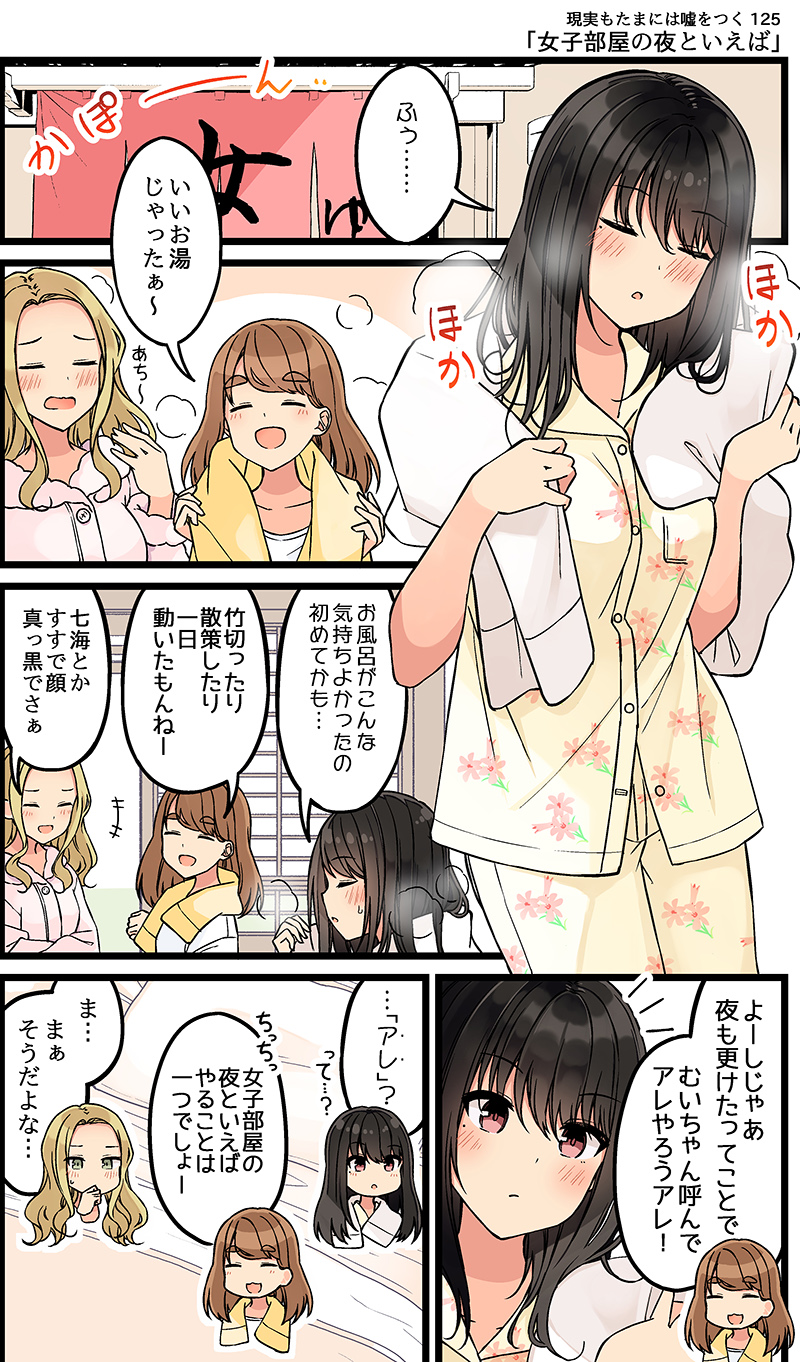 現実もたまには嘘をつく 125
「女子部屋の夜といえば」
ふぅ……
かぽーん‥
女
ゆ
ほか
ほか
いいお湯
じゃったぁ〜
あち〜
お風呂がこんな
気持ちよかったの
初めてかも…
竹切ったり
散策したり
一日
動いたもんねー
七海とか
すすで顔
真っ黒でさぁ
よーしじゃあ
夜も更けたってことで
むいちゃん呼んで
アレやろうアレ!
…「アレ」?
って…?
ちっちっ
女子部屋の
夜といえば
やることは
一つでしょー
ま…
まぁ
そうだよな…